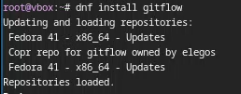 root@vbox:~# dnf install gitflow
Updating and loading repositories:
Fedora 41 - x86_64 - Updates
Copr repo for gitflow owned by elegos
Fedora 41 - x86_64 - Updates
Repositories loaded.